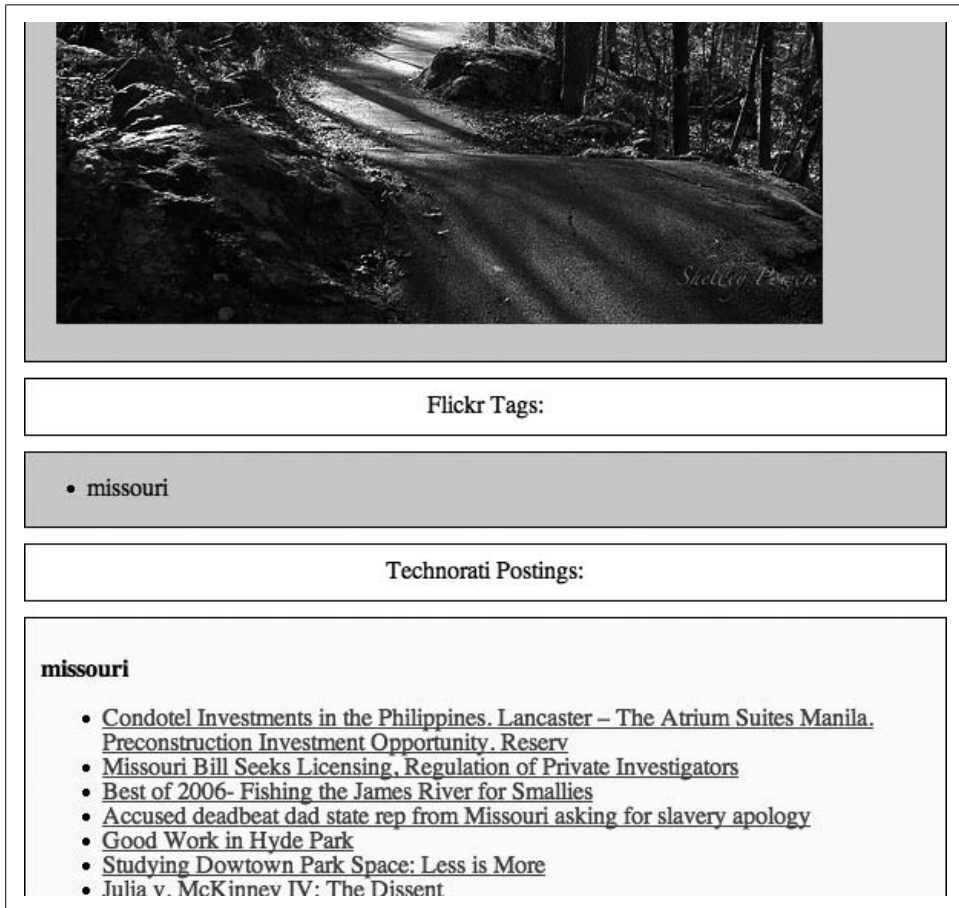 Shelley Powers
Flickr Tags:
missouri
Technorati Postings:
missouri
Condotel Investments in the Philippines. Lancaster – The Atrium Suites Manila.
Preconstruction Investment Opportunity. Reserv
Missouri Bill Seeks Licensing, Regulation of Private Investigators
Best of 2006- Fishing the James River for Smallies
Accused deadbeat dad state rep from Missouri asking for slavery apology
Good Work in Hyde Park
Studying Dowtown Park Space: Less is More
Julia v. McKinney IV: The Dissent